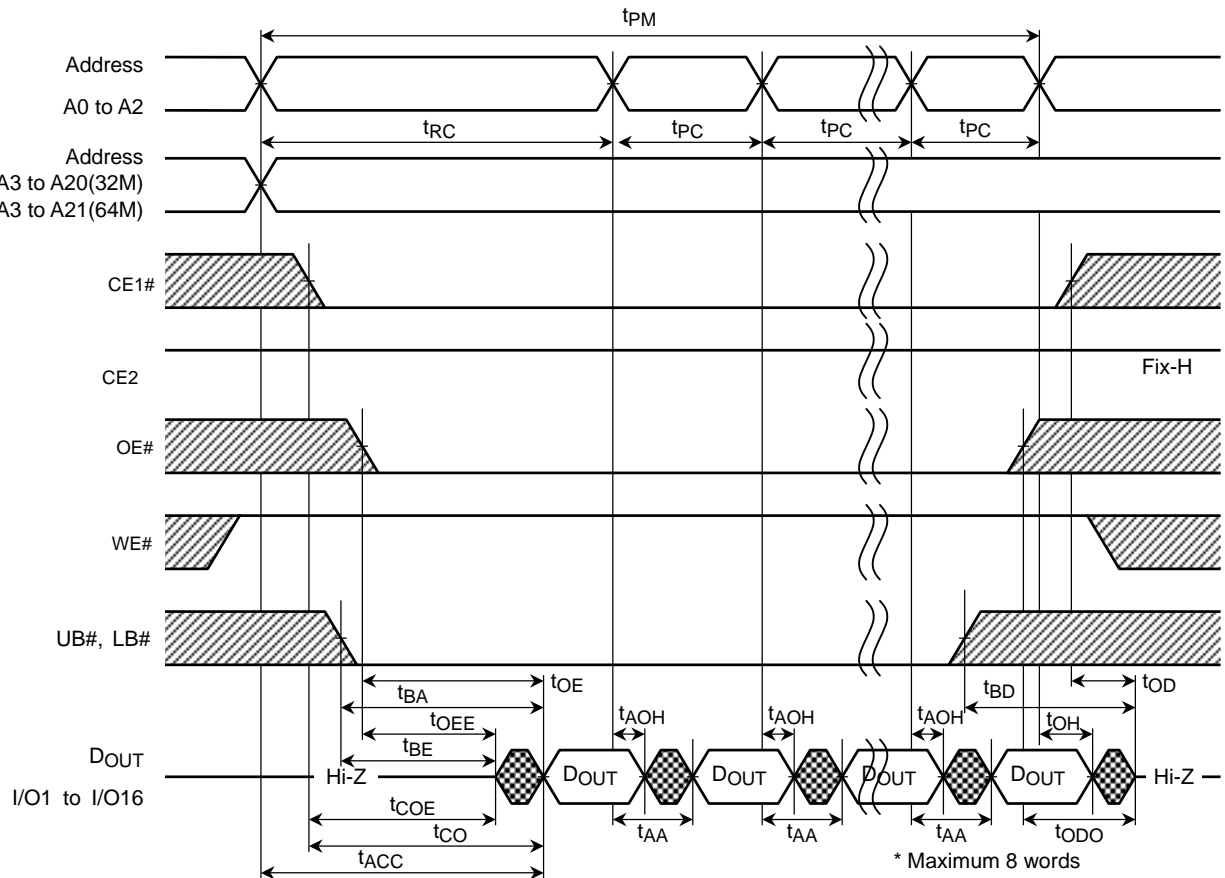 tPM
Address
A0 to A2
tRC
tPC
tPC
tPC
Address
A3 to A20(32M)
A3 to A21(64M)
CE1#
CE2
Fix-H
OE#
WE#
UB#, LB#
tOE
tOD
tBA
tBD
tOEE
tAOH
tAOH
tAOH
tOH
tBE
DOUT
I/O1 to I/O16
Hi-Z
DOUT
DOUT
DOUT
DOUT
Hi-Z
tCOE
tCO
tAA
tAA
tAA
tODO
tACC
* Maximum 8 words